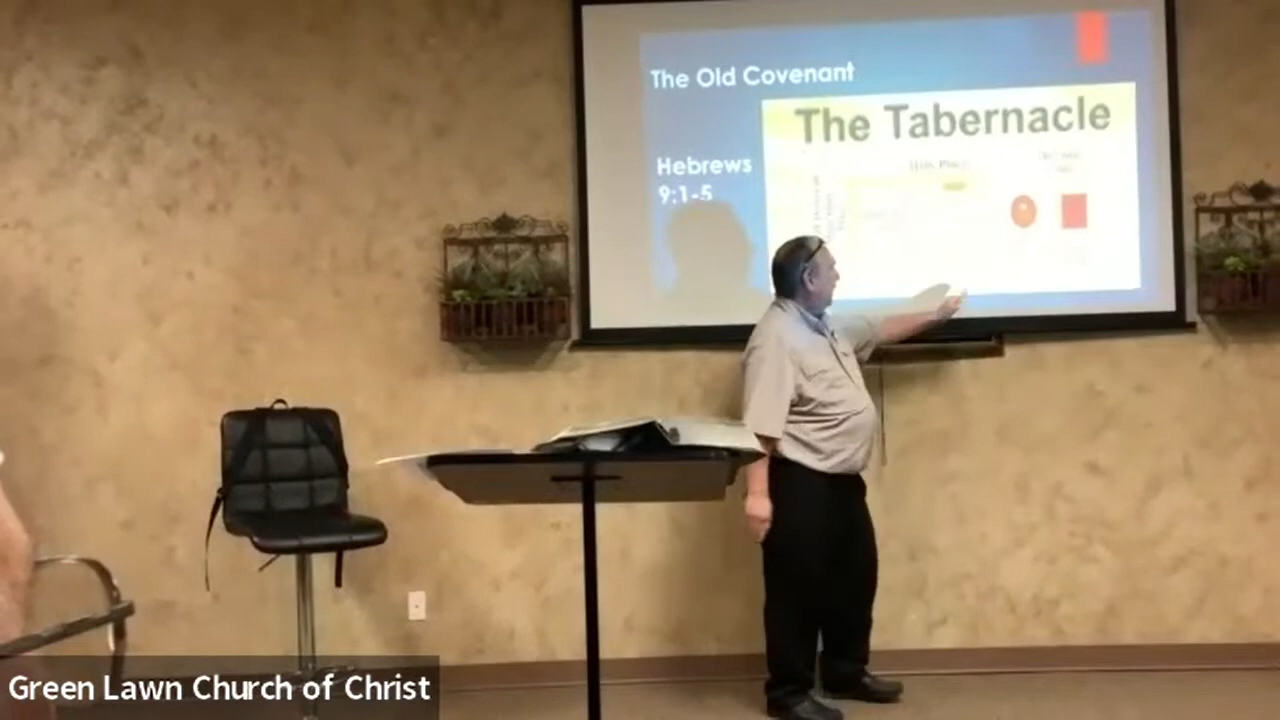 The Old Covenant
The Tabernacle
Hebrews
9:1-5
Green Lawn Church of Christ